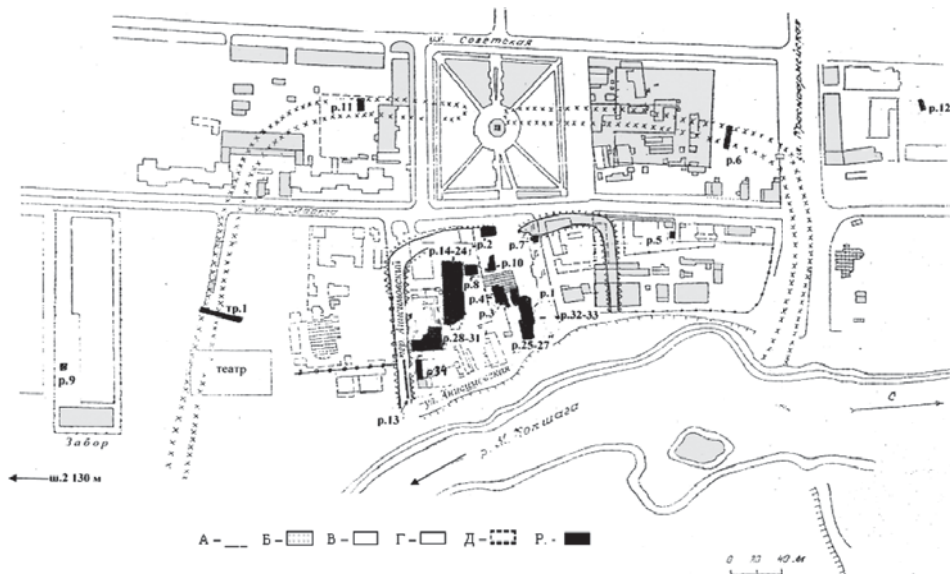 ул. Советская
ул. Красноармейская
р.11
р.12
р.6
р.2
р.7
р.5
р.14-24
р.10
р.8
р.4
р.3
р.1
тр.1
р.32-33
р.28-31
р.25-27
театр
р.34
р.9
р.13
Забор
С
р. М. Кокшага
ш.2 130 м
А – Б – В – Г – Д – Р. -
0 20 40 м